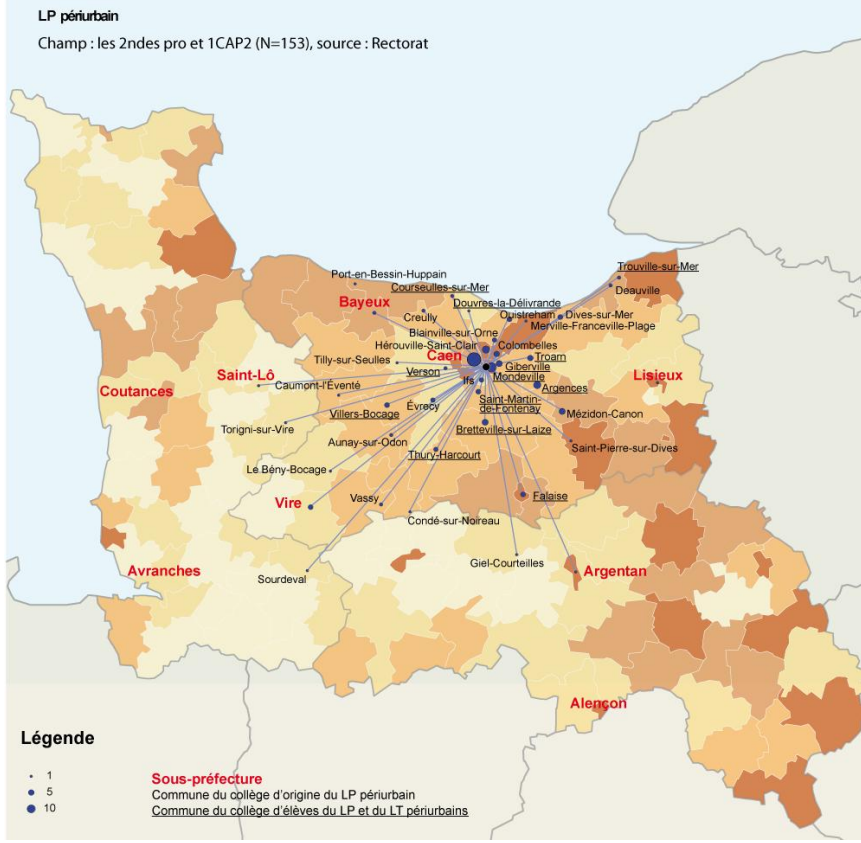 LP périurbain
Champ : les 2ndes pro et 1CAP2 (N=153), source : Rectorat
Trouville-sur-Mer
Port-en-Bessin-Huppain
Courseulles-sur-Mer
Deauville
Douvres-la-Délivrande
Bayeux
Creully
Ouistreham
Dives-sur-Mer
Merville-Franceville-Plage
Blainville-sur-Orne
Hérouville-Saint-Clair
Colombelles
Caen
Troarn
Tilly-sur-Seulles
Verson
Giberville
Mondeville
Saint-Lô
Ifs
Lisieux
Caumont-l'Éventé
Argences
Coutances
Saint-Martin-
de-Fontenay
Évrecy
Villers-Bocage
Mézidon-Canon
Torigni-sur-Vire
Bretteville-sur-Laize
Aunay-sur-Odon
Saint-Pierre-sur-Dives
Thury-Harcourt
Le Bény-Bocage
Vassy
Falaise
Vire
Condé-sur-Noireau
Giel-Courteilles
Avranches
Sourdeval
Argentan
Alençon
Légende
1
5
10
Sous-préfecture
Commune du collège d'origine du LP périurbain
Commune du collège d'élèves du LP et du LT périurbains